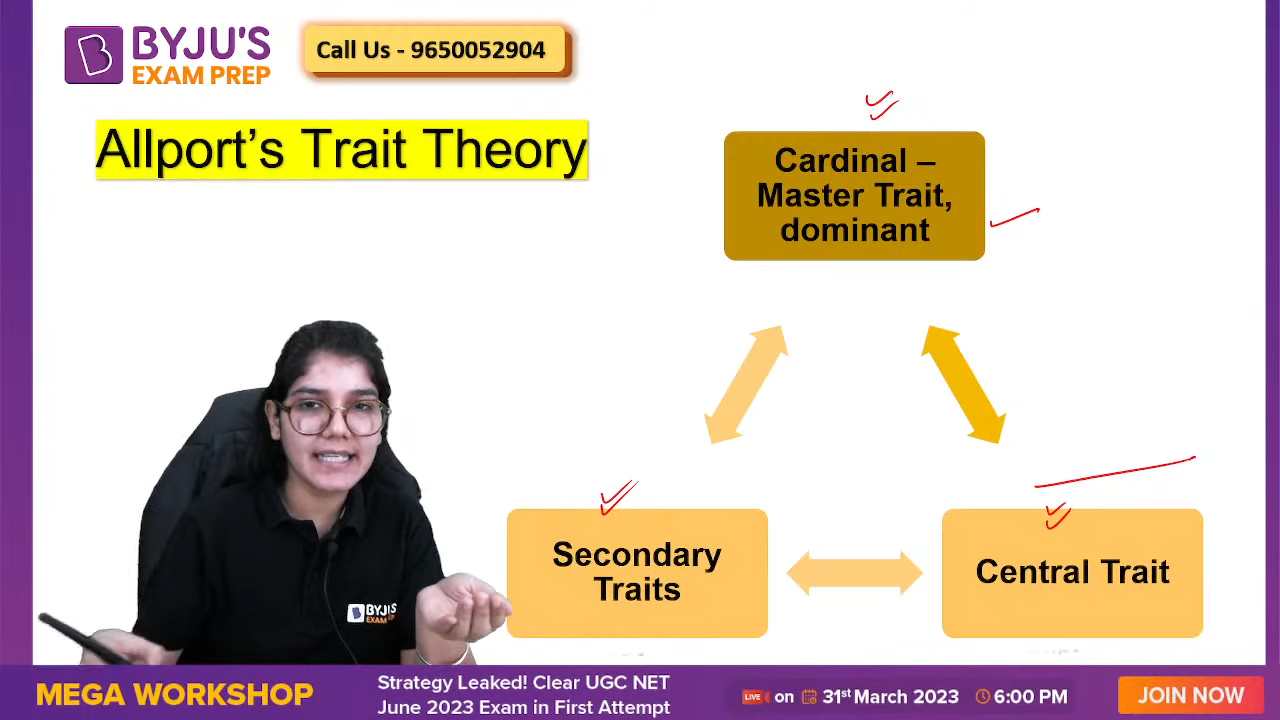 BYJU'S
EXAM PREP
Call Us - 9650052904
Allport's Trait Theory
Cardinal –
Master Trait,
dominant
Secondary
Traits
Central Trait
BYJU'S
EXAM PREP
MEGA WORKSHOP
Strategy Leaked! Clear UGC NET
June 2023 Exam in First Attempt
LIVE on 31st March 2023 6:00 PM
JOIN NOW